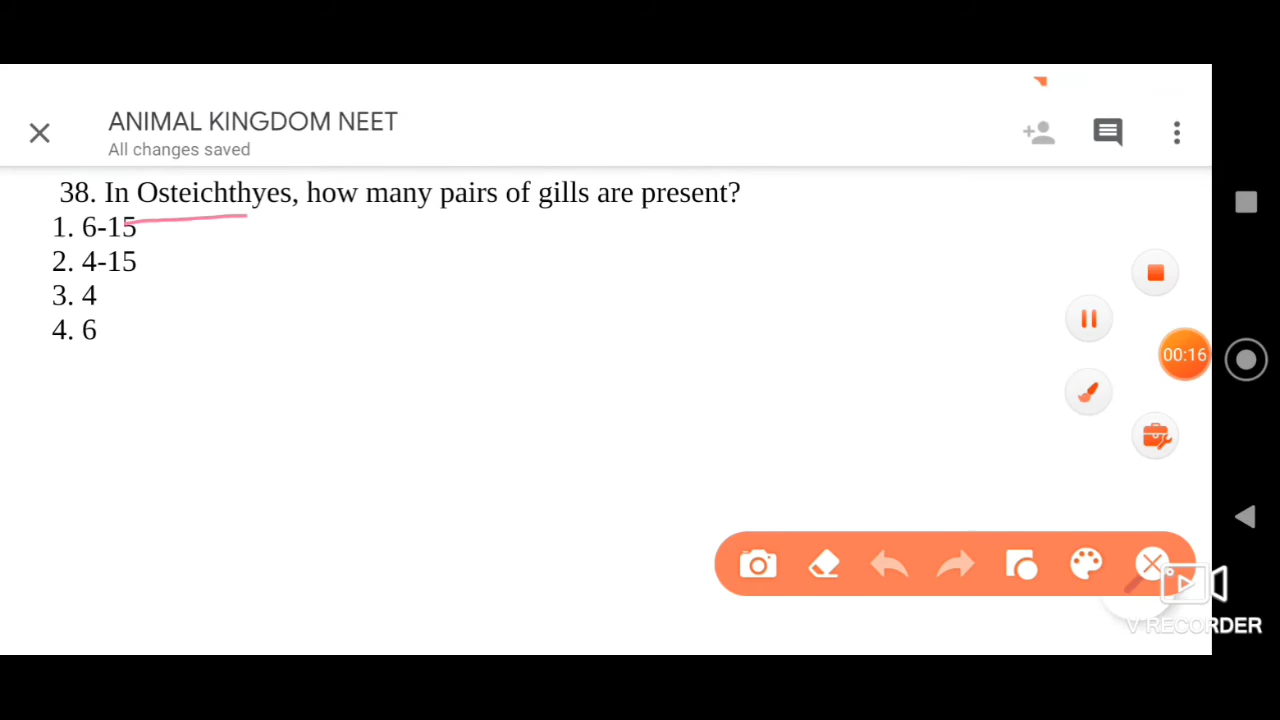 ANIMAL KINGDOM NEET
All changes saved
38. In Osteichthyes, how many pairs of gills are present?
1. 6-15
2. 4-15
3. 4
4. 6
00:16
V RECORDER